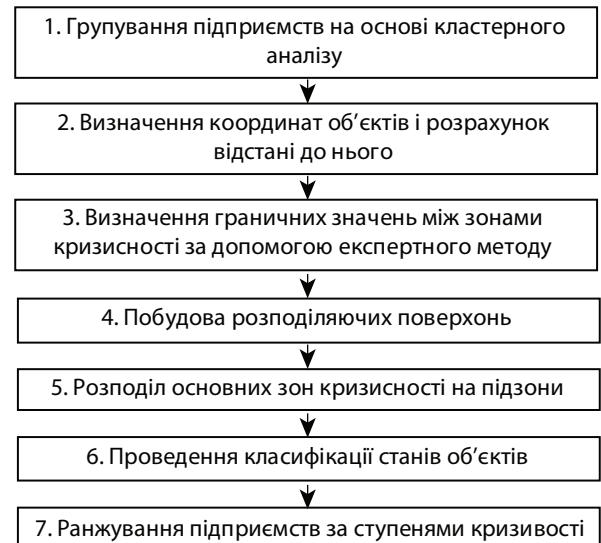 1. Групування підприємств на основі кластерного
аналізу
2. Визначення координат об’єктів і розрахунок
відстані до нього
3. Визначення граничних значень між зонами
кризисності за допомогою експертного методу
4. Побудова розподіляючих поверхонь
5. Розподіл основних зон кризисності на підзони
6. Проведення класифікації станів об’єктів
7. Ранжування підприємств за ступенями кризивості